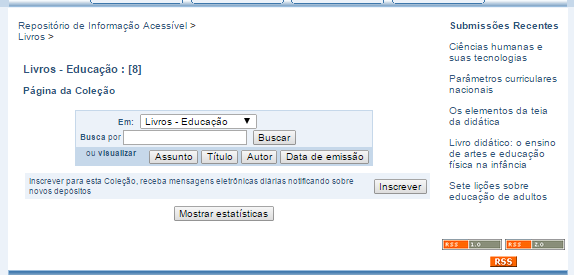 Repositório de Informação Acessível >
Livros >
Livros - Educação : [8]
Página da Coleção
Em: Livros - Educação
Busca por Buscar
ou visualizar Assunto Título Autor Data de emissão
Inscrever para esta Coleção, receba mensagens eletrônicas diárias notificando sobre
novos depósitos
Inscrever
Mostrar estatísticas
Submissões Recentes
Ciências humanas e
suas tecnologias
Parâmetros curriculares
nacionais
Os elementos da teia
da didática
Livro didático: o ensino
de artes e educação
física na infância
Sete lições sobre
educação de adultos
RSS 1.0 RSS 2.0
RSS